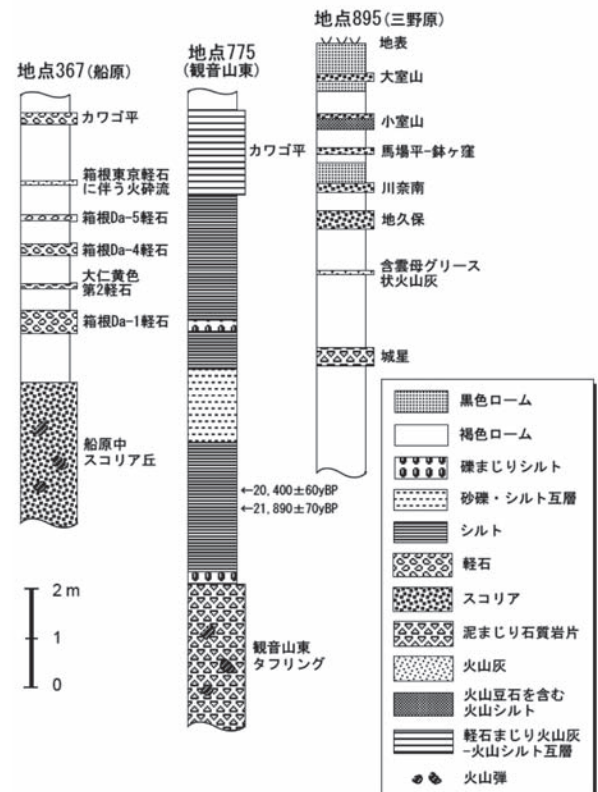 地点367(船原)
カワゴ平
箱根東京軽石
に伴う火砕流
箱根Da-5軽石
箱根Da-4軽石
大仁黄色
第2軽石
箱根Da-1軽石
船原中
スコリア丘
2 m
1
0
地点775
(観音山東)
カワゴ平
←20,400±60yBP
←21,890±70yBP
観音山東
タフリング
地点895(三野原)
地表
大室山
小室山
馬場平-鉢ヶ窪
川奈南
地久保
含雲母グリース
状火山灰
城星
黒色ローム
褐色ローム
礫まじりシルト
砂礫・シルト互層
シルト
軽石
スコリア
泥まじり石質岩片
火山灰
火山豆石を含む
火山シルト
軽石まじり火山灰
-火山シルト互層
火山弾